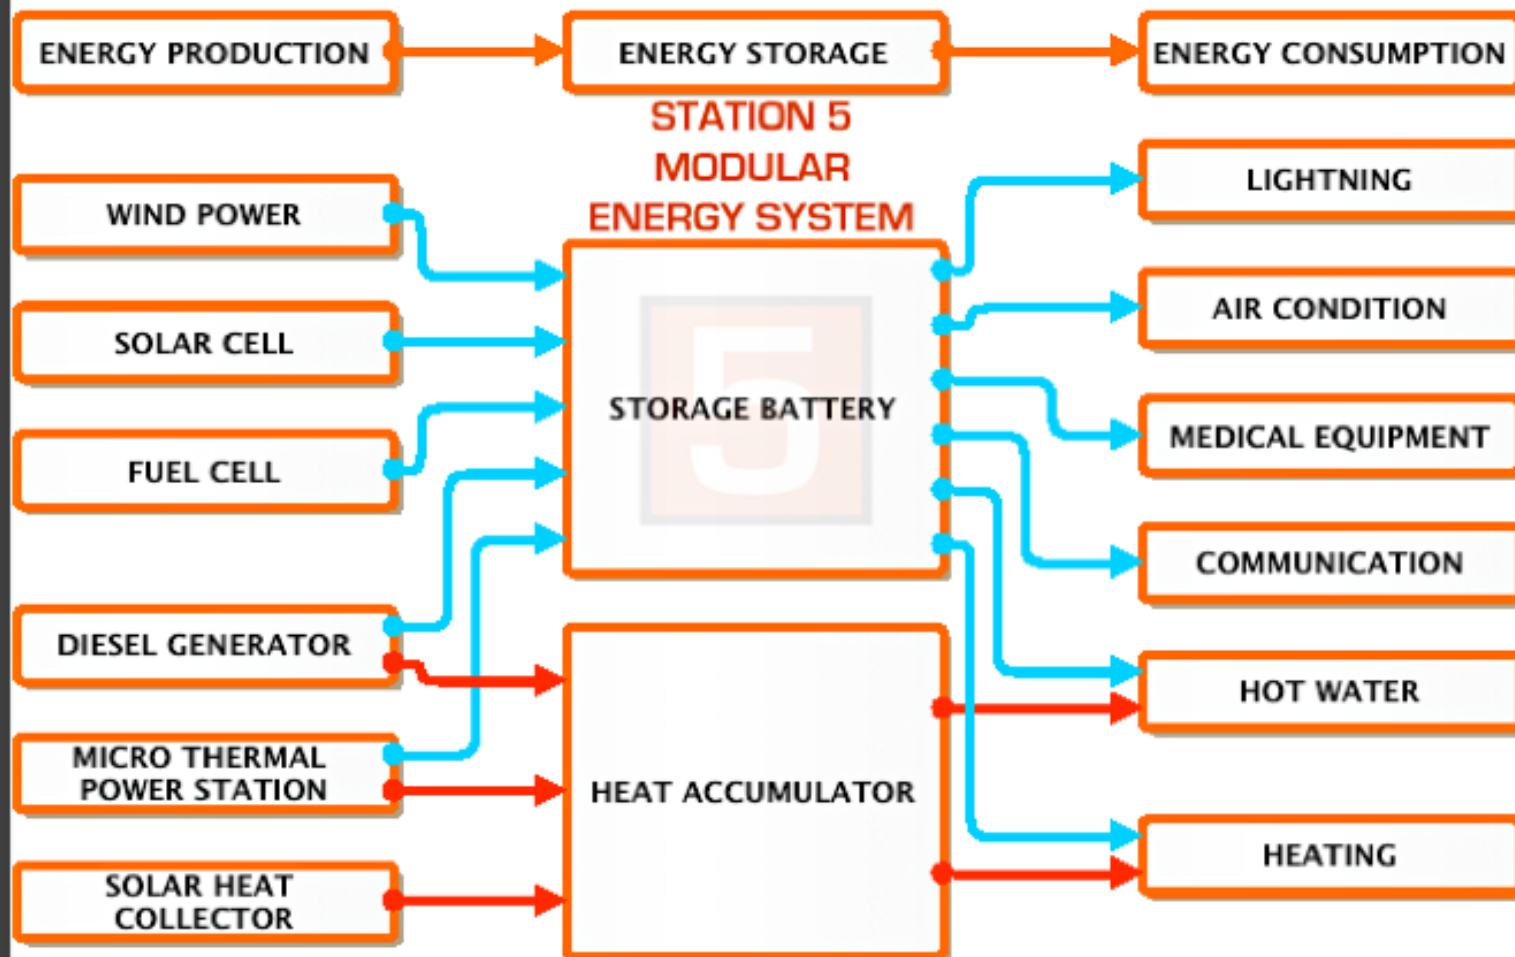 ENERGY PRODUCTION
ENERGY STORAGE
ENERGY CONSUMPTION
STATION 5
MODULAR
ENERGY SYSTEM
WIND POWER
SOLAR CELL
FUEL CELL
DIESEL GENERATOR
MICRO THERMAL
POWER STATION
SOLAR HEAT
COLLECTOR
5
STORAGE BATTERY
HEAT ACCUMULATOR
LIGHTNING
AIR CONDITION
MEDICAL EQUIPMENT
COMMUNICATION
HOT WATER
HEATING